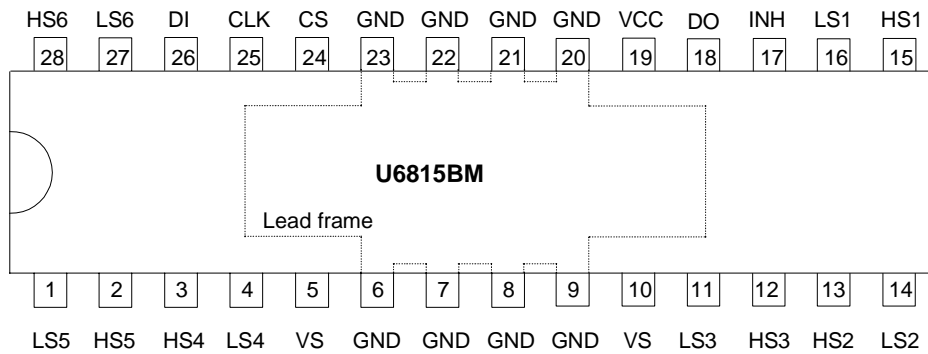 HS6 LS6 DI CLK CS GND GND GND GND VCC DO INH LS1 HS1
28 27 26 25 24 23 22 21 20 19 18 17 16 15
U6815BM
Lead frame
1 2 3 4 5 6 7 8 9 10 11 12 13 14
LS5 HS5 HS4 LS4 VS GND GND GND GND VS LS3 HS3 HS2 LS2